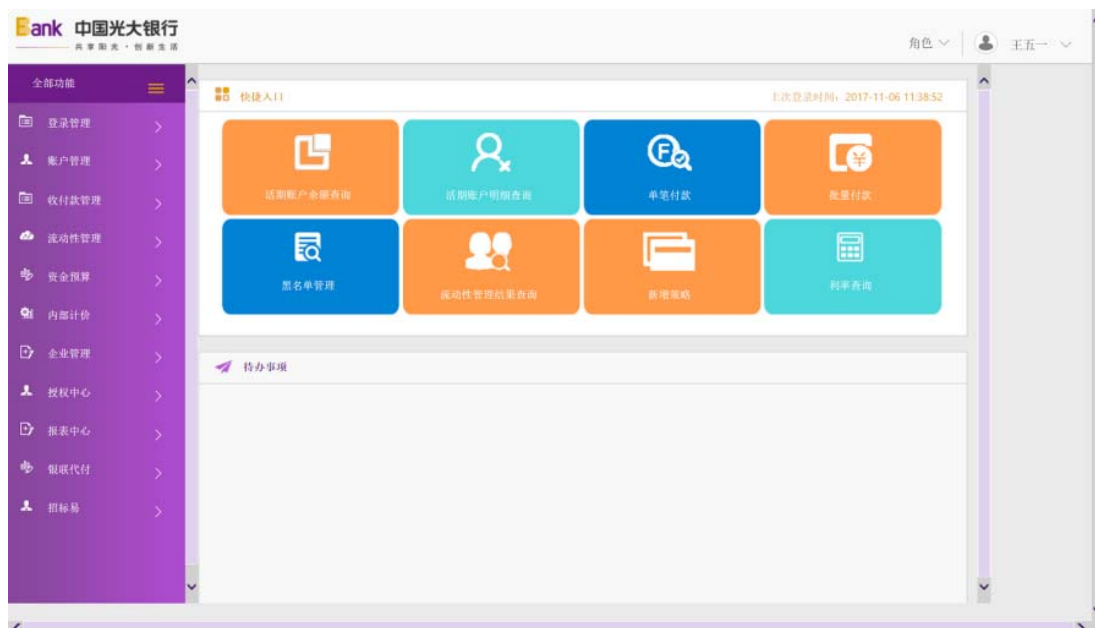 Bank 中国光大银行
共享阳光·创新生活
角色
王五一
全部功能
登录管理
账户管理
收付款管理
流动性管理
资金预算
内部计价
企业管理
授权中心
报表中心
银联代付
招标易
快捷入口
上次登录时间：2017-11-06 11:38:52
活期账户余额查询
活期账户明细查询
单笔付款
批量付款
黑名单管理
流动性管理结果查询
新增策略
利率查询
待办事项